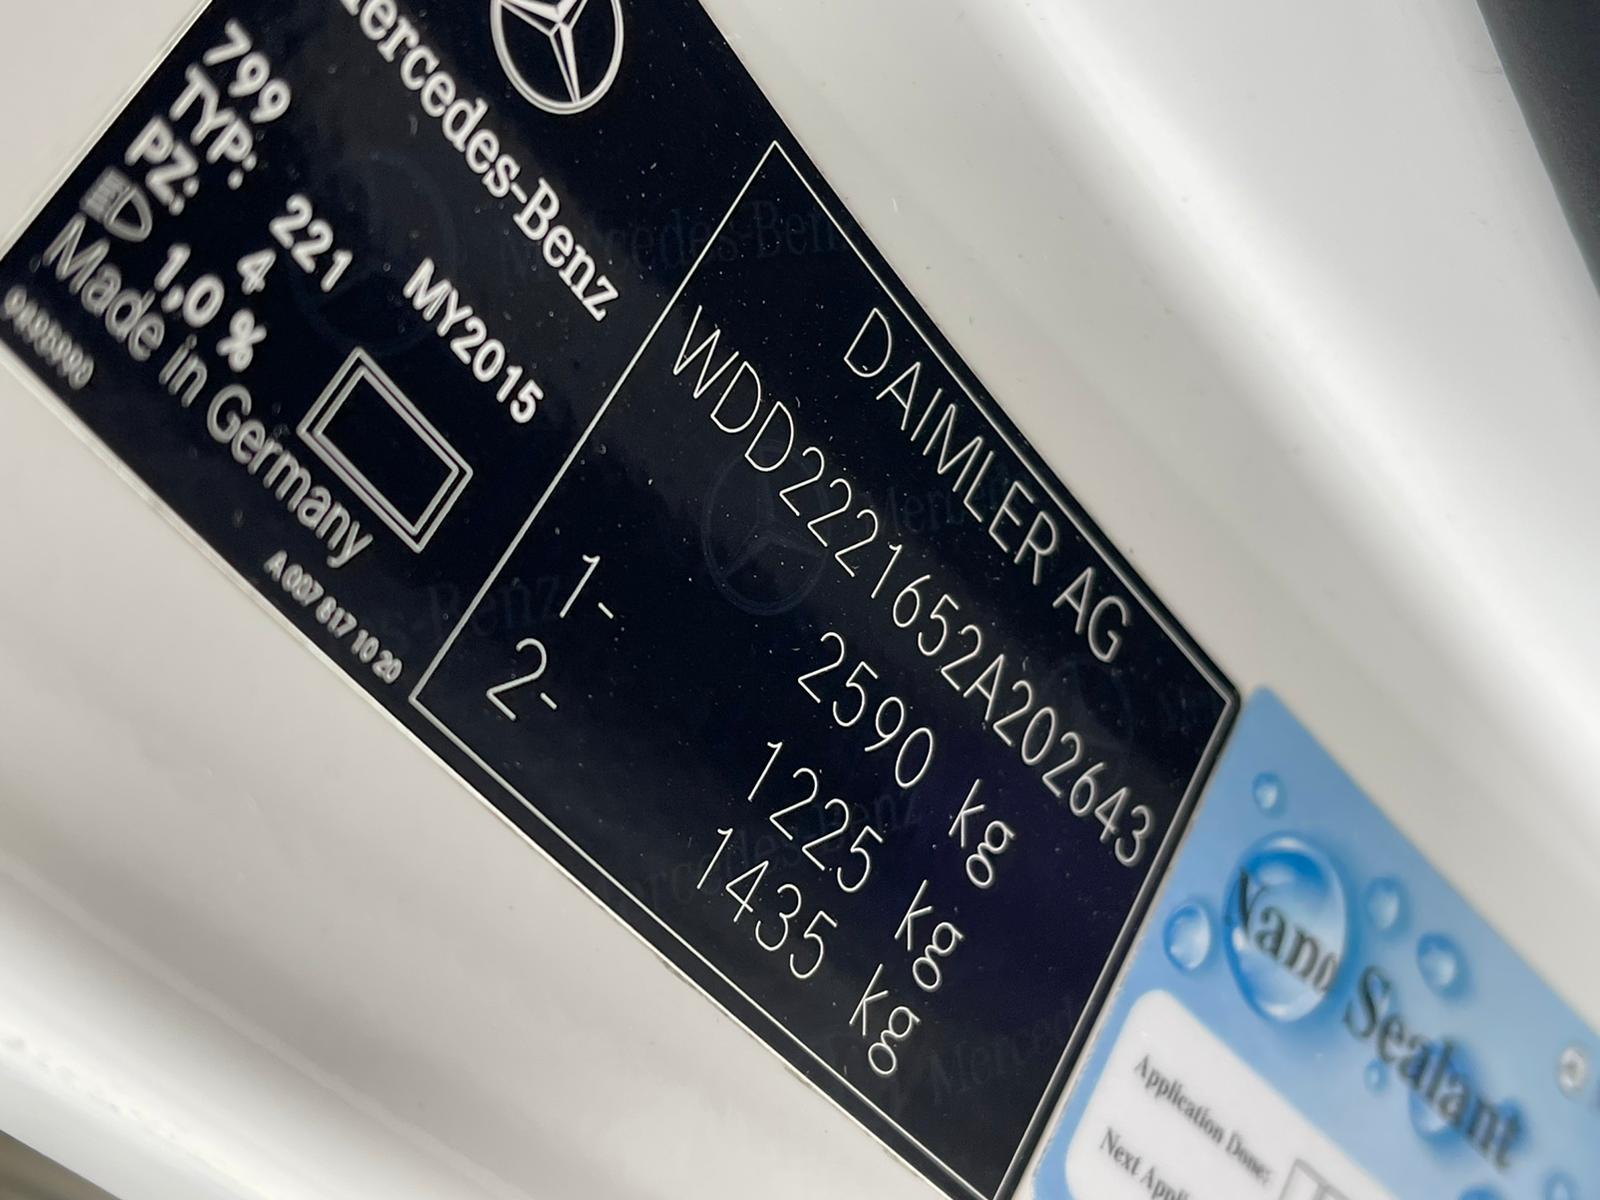 Mercedes-Benz
799
TYP: 221 MY2015
PZ: 4
1,0 %
Made in Germany
A 007 817 10 20
DAIMLER AG
WDD2221652A202643
2590 kg
1- 1225 kg
2- 1435 kg
Nano Sealant
Application Done:
Next